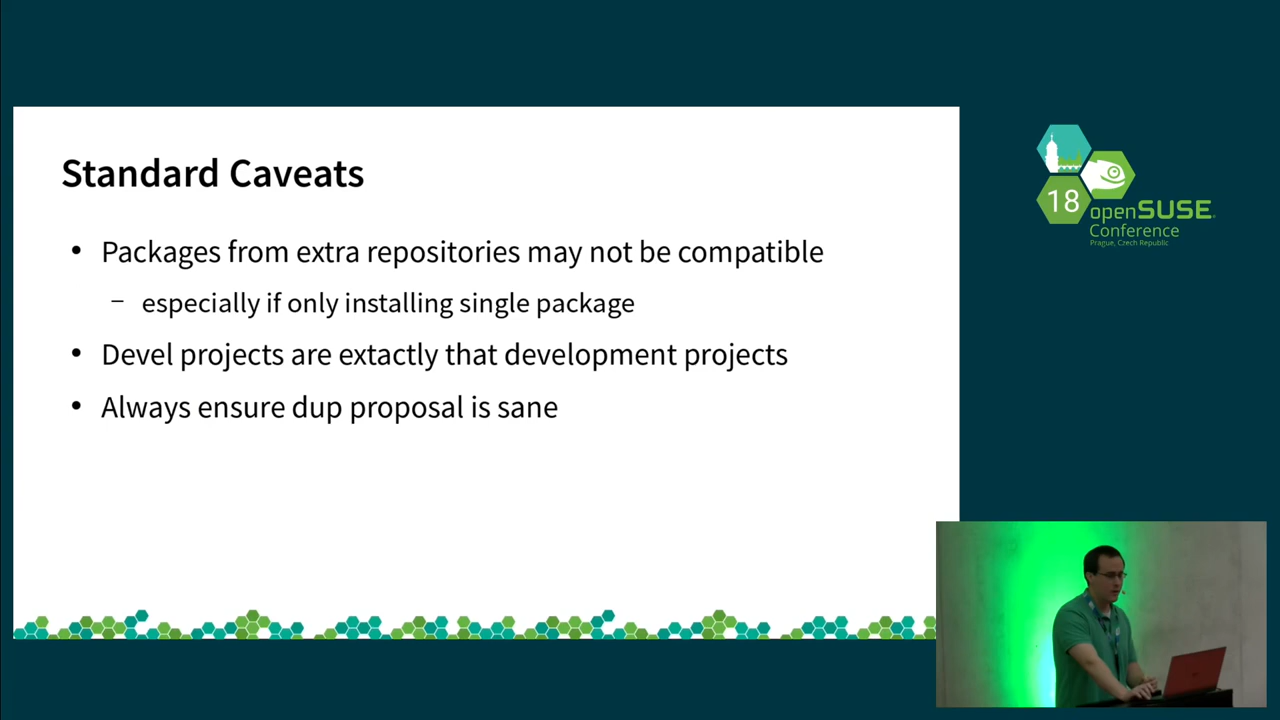 Standard Caveats
• Packages from extra repositories may not be compatible
– especially if only installing single package
• Devel projects are extactly that development projects
• Always ensure dup proposal is sane
18
openSUSE
Conference
Prague, Czech Republic